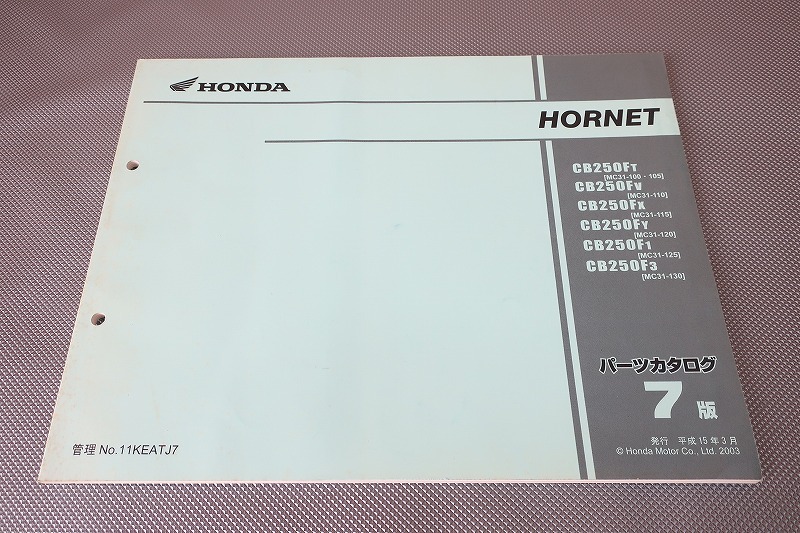 HONDA
HORNET
CB250FT
[MC31-100・105]
CB250FV
[MC31-110]
CB250FX
[MC31-115]
CB250FY
[MC31-120]
CB250F1
[MC31-125]
CB250F3
[MC31-130]
パーツカタログ
7版
発行 平成15年3月
© Honda Motor Co., Ltd. 2003
管理 No.11KEATJ7